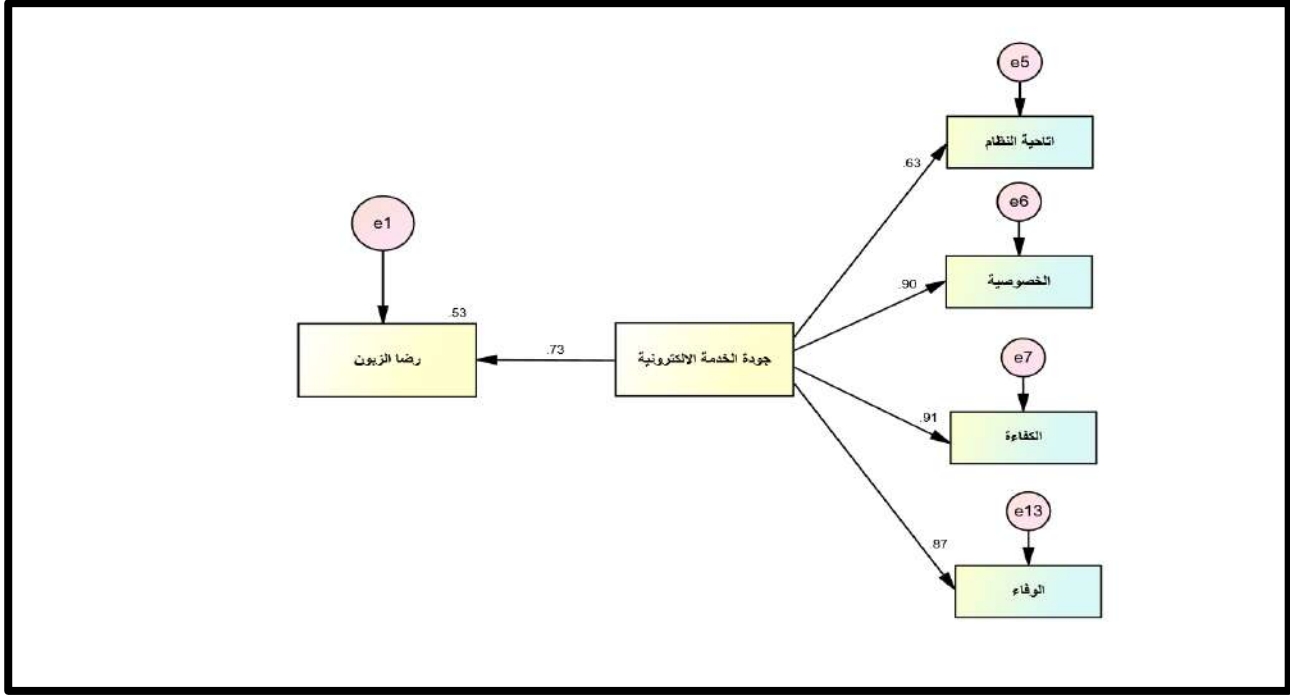 e5
اتاحية النظام
.63
e6
e1
الخصوصية
.90
.53
رضا الزبون
.73
جودة الخدمة الالكترونية
e7
.91
الكفاءة
e13
.87
الوفاء